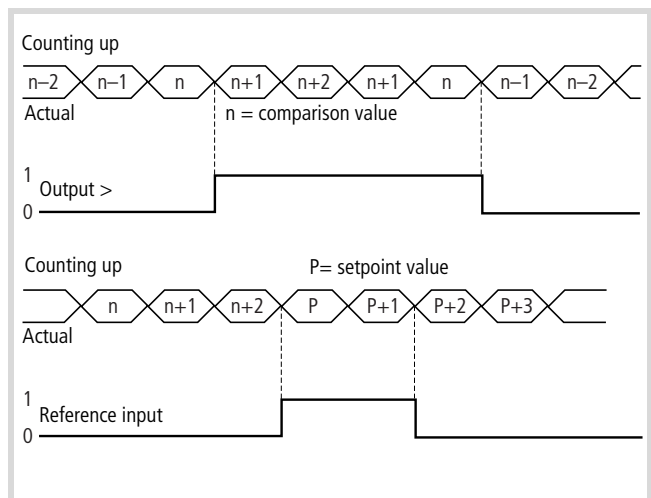 Counting up
n–2 n–1 n n+1 n+2 n+1 n n–1 n–2
Actual n = comparison value
1
Output >
0
Counting up P= setpoint value
n n+1 n+2 P P+1 P+2 P+3
Actual
1
Reference input
0